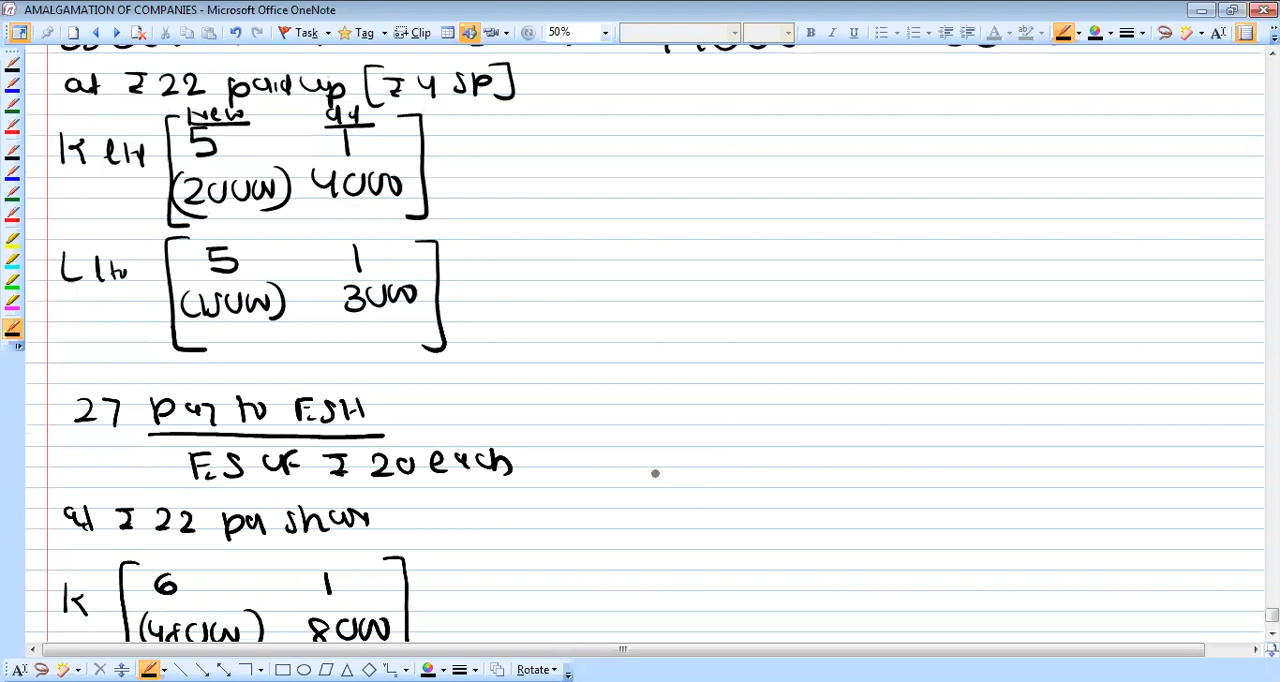 AMALGAMATION OF COMPANIES - Microsoft Office OneNote
Task Tag Clip 50% B I U
at ₹ 22 paid up [₹ 4 SP]
New
K Ltd 5 1
(20000) 4000
L Ltd 5 1
(15000) 3000
27 pay to ESH
ES of ₹ 20 each
at ₹ 22 per share
K 6 1
(48000) 8000
Rotate